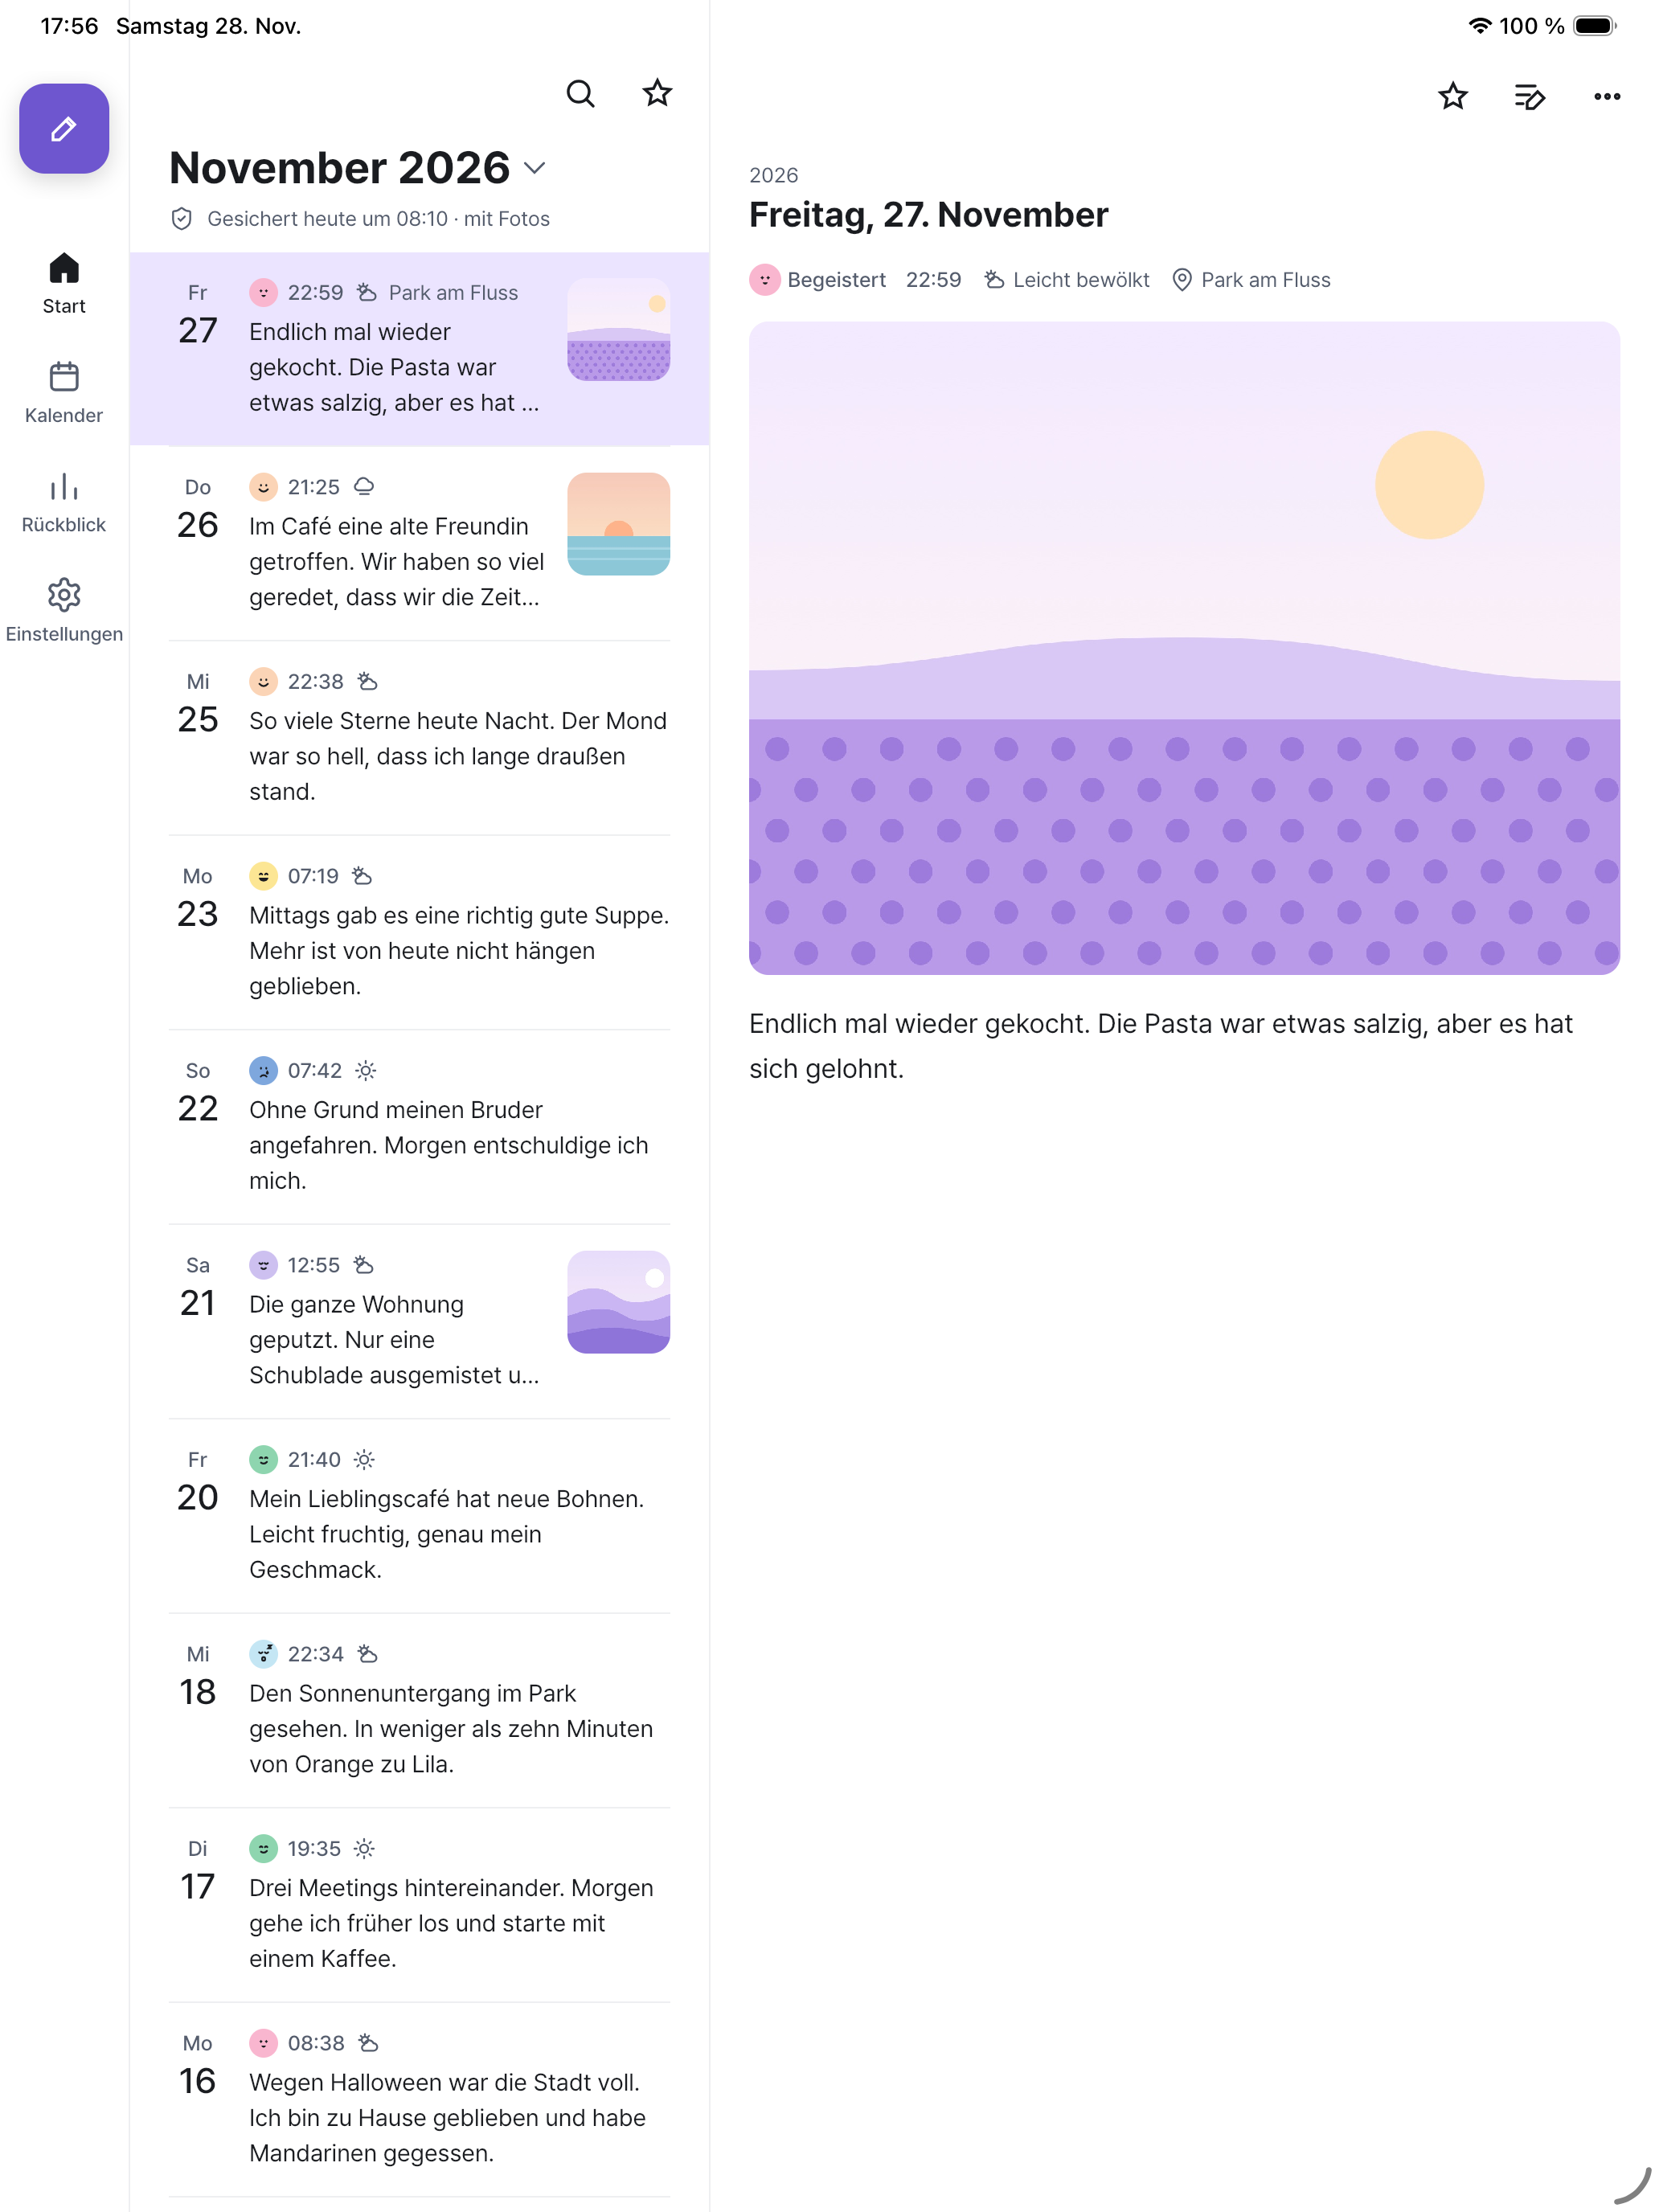 17:56 Samstag 28. Nov.
100 %
Start
Kalender
Rückblick
Einstellungen
November 2026
Gesichert heute um 08:10 · mit Fotos
Fr
27
22:59 Park am Fluss
Endlich mal wieder
gekocht. Die Pasta war
etwas salzig, aber es hat ...
Do
26
21:25
Im Café eine alte Freundin
getroffen. Wir haben so viel
geredet, dass wir die Zeit...
Mi
25
22:38
So viele Sterne heute Nacht. Der Mond
war so hell, dass ich lange draußen
stand.
Mo
23
07:19
Mittags gab es eine richtig gute Suppe.
Mehr ist von heute nicht hängen
geblieben.
So
22
07:42
Ohne Grund meinen Bruder
angefahren. Morgen entschuldige ich
mich.
Sa
21
12:55
Die ganze Wohnung
geputzt. Nur eine
Schublade ausgemistet u...
Fr
20
21:40
Mein Lieblingscafé hat neue Bohnen.
Leicht fruchtig, genau mein
Geschmack.
Mi
18
22:34
Den Sonnenuntergang im Park
gesehen. In weniger als zehn Minuten
von Orange zu Lila.
Di
17
19:35
Drei Meetings hintereinander. Morgen
gehe ich früher los und starte mit
einem Kaffee.
Mo
16
08:38
Wegen Halloween war die Stadt voll.
Ich bin zu Hause geblieben und habe
Mandarinen gegessen.
2026
Freitag, 27. November
Begeistert 22:59 Leicht bewölkt Park am Fluss
Endlich mal wieder gekocht. Die Pasta war etwas salzig, aber es hat
sich gelohnt.